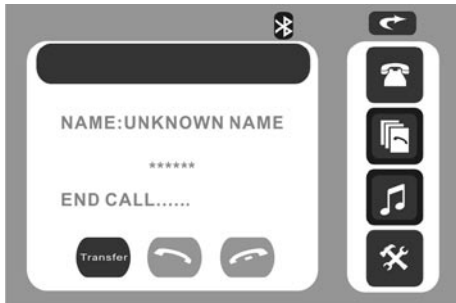 NAME:UNKNOWN NAME
******
END CALL......
Transfer